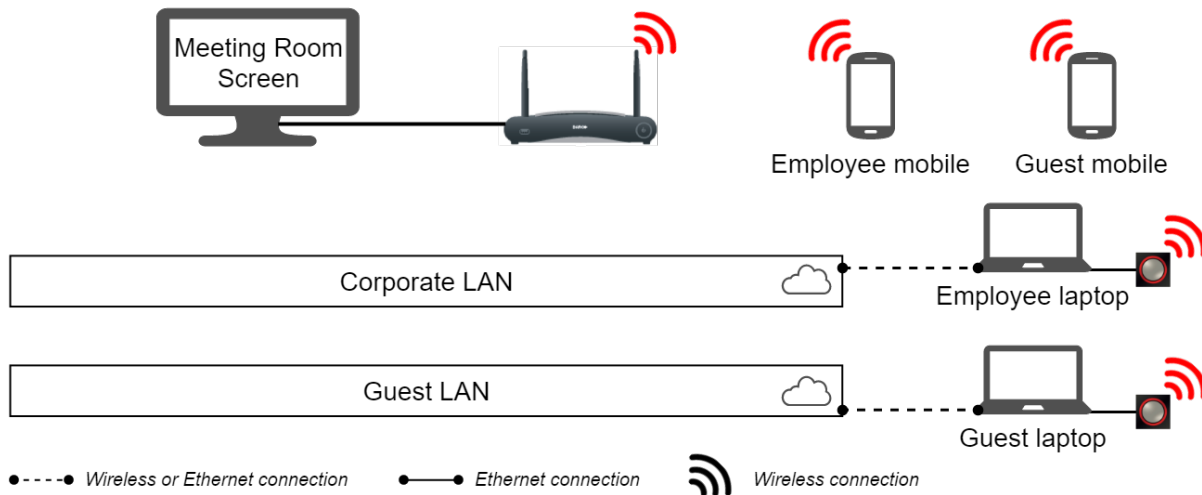 Meeting Room
Screen
Employee mobile
Guest mobile
Corporate LAN
Employee laptop
Guest LAN
Guest laptop
Wireless or Ethernet connection
Ethernet connection
Wireless connection